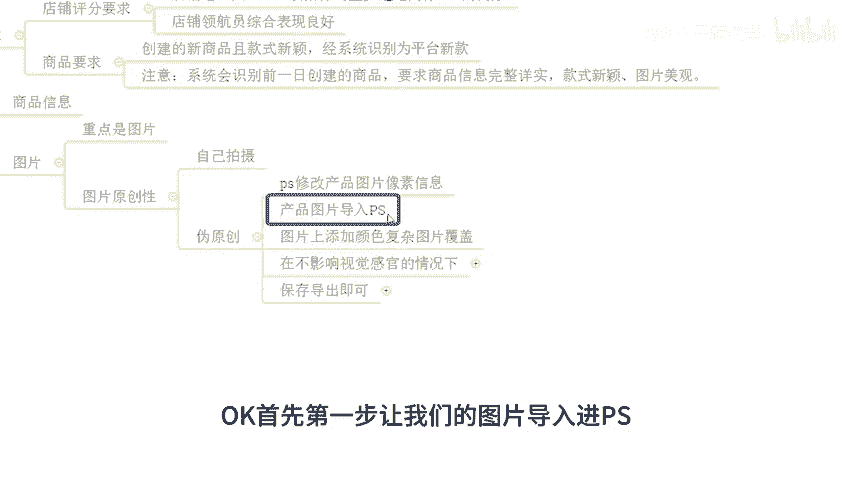 店铺评分要求
店铺领航员综合表现良好
创建的新商品且款式新颖，经系统识别为平台新款
商品要求
注意：系统会识别前一日创建的商品，要求商品信息完整详实，款式新颖、图片美观。
商品信息
重点是图片
图片
自己拍摄
ps修改产品图片像素信息
图片原创性
产品图片导入PS
伪原创
图片上添加颜色复杂图片覆盖
在不影响视觉感官的情况下
保存导出即可
OK首先第一步让我们的图片导入进PS